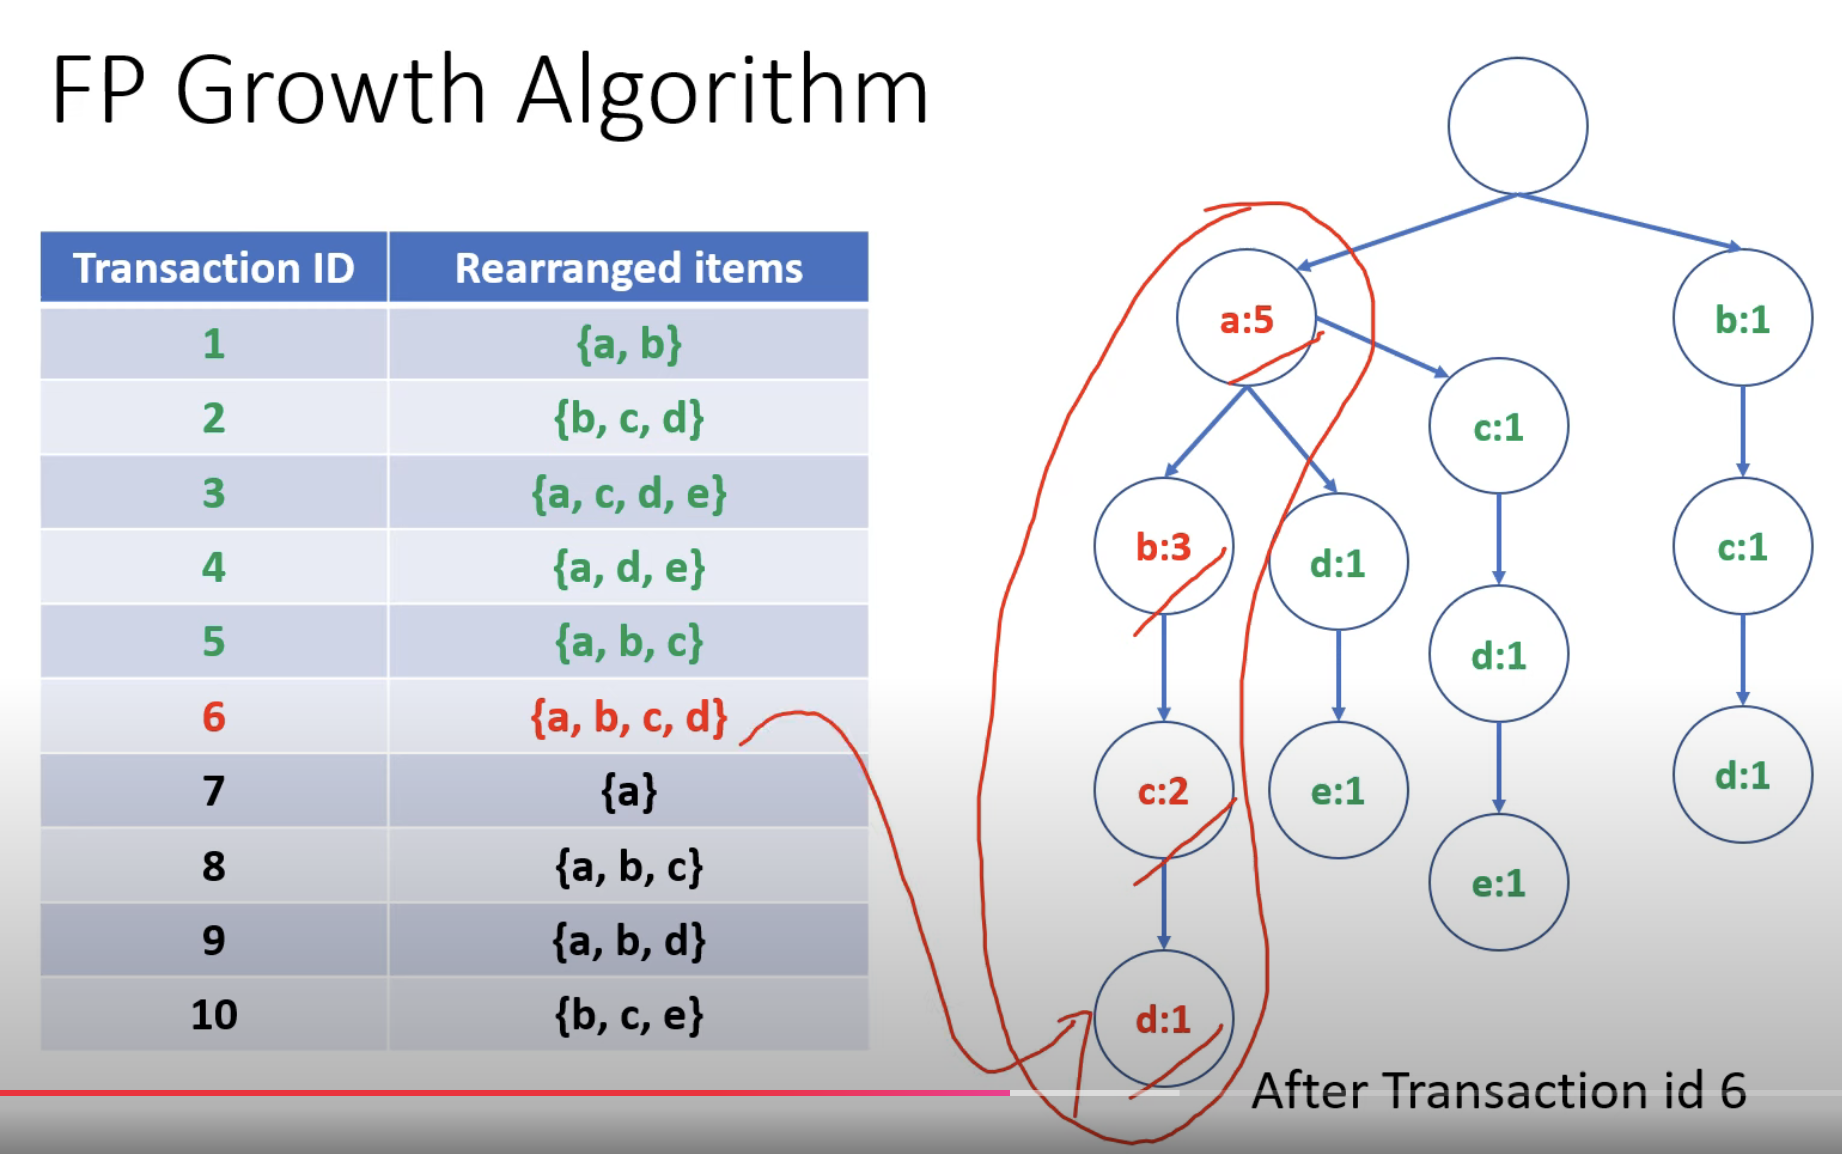 FP Growth Algorithm
Transaction ID Rearranged items
1 {a, b}
2 {b, c, d}
3 {a, c, d, e}
4 {a, d, e}
5 {a, b, c}
6 {a, b, c, d}
7 {a}
8 {a, b, c}
9 {a, b, d}
10 {b, c, e}
a:5 b:1
c:1
b:3 d:1 c:1
d:1
c:2 e:1 d:1
e:1
d:1
After Transaction id 6